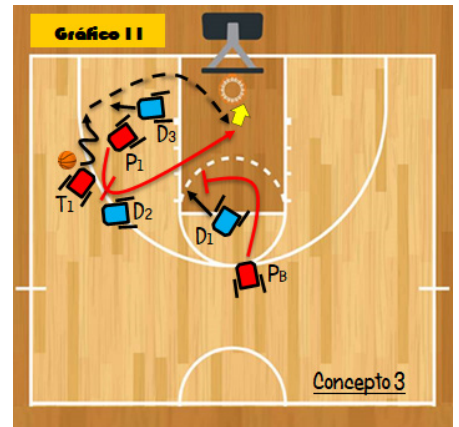 Gráfico 11
D3
P1
T1
D2
D1
PB
Concepto 3